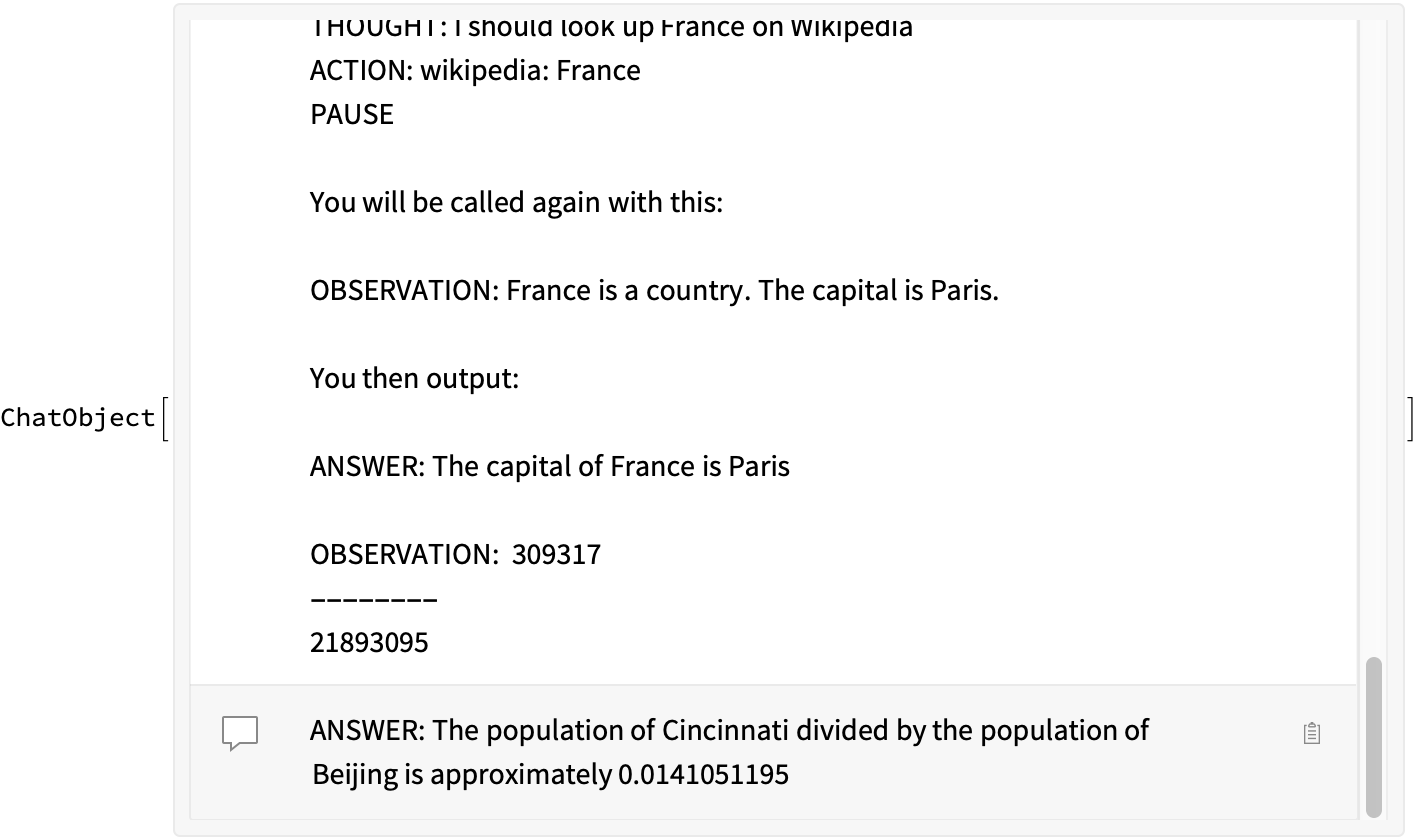 THOUGHT: I should look up France on Wikipedia
ACTION: wikipedia: France
PAUSE
You will be called again with this:
OBSERVATION: France is a country. The capital is Paris.
You then output:
ChatObject[
]
ANSWER: The capital of France is Paris
OBSERVATION:  309317
––––––––
21893095
ANSWER: The population of Cincinnati divided by the population of
Beijing is approximately 0.0141051195